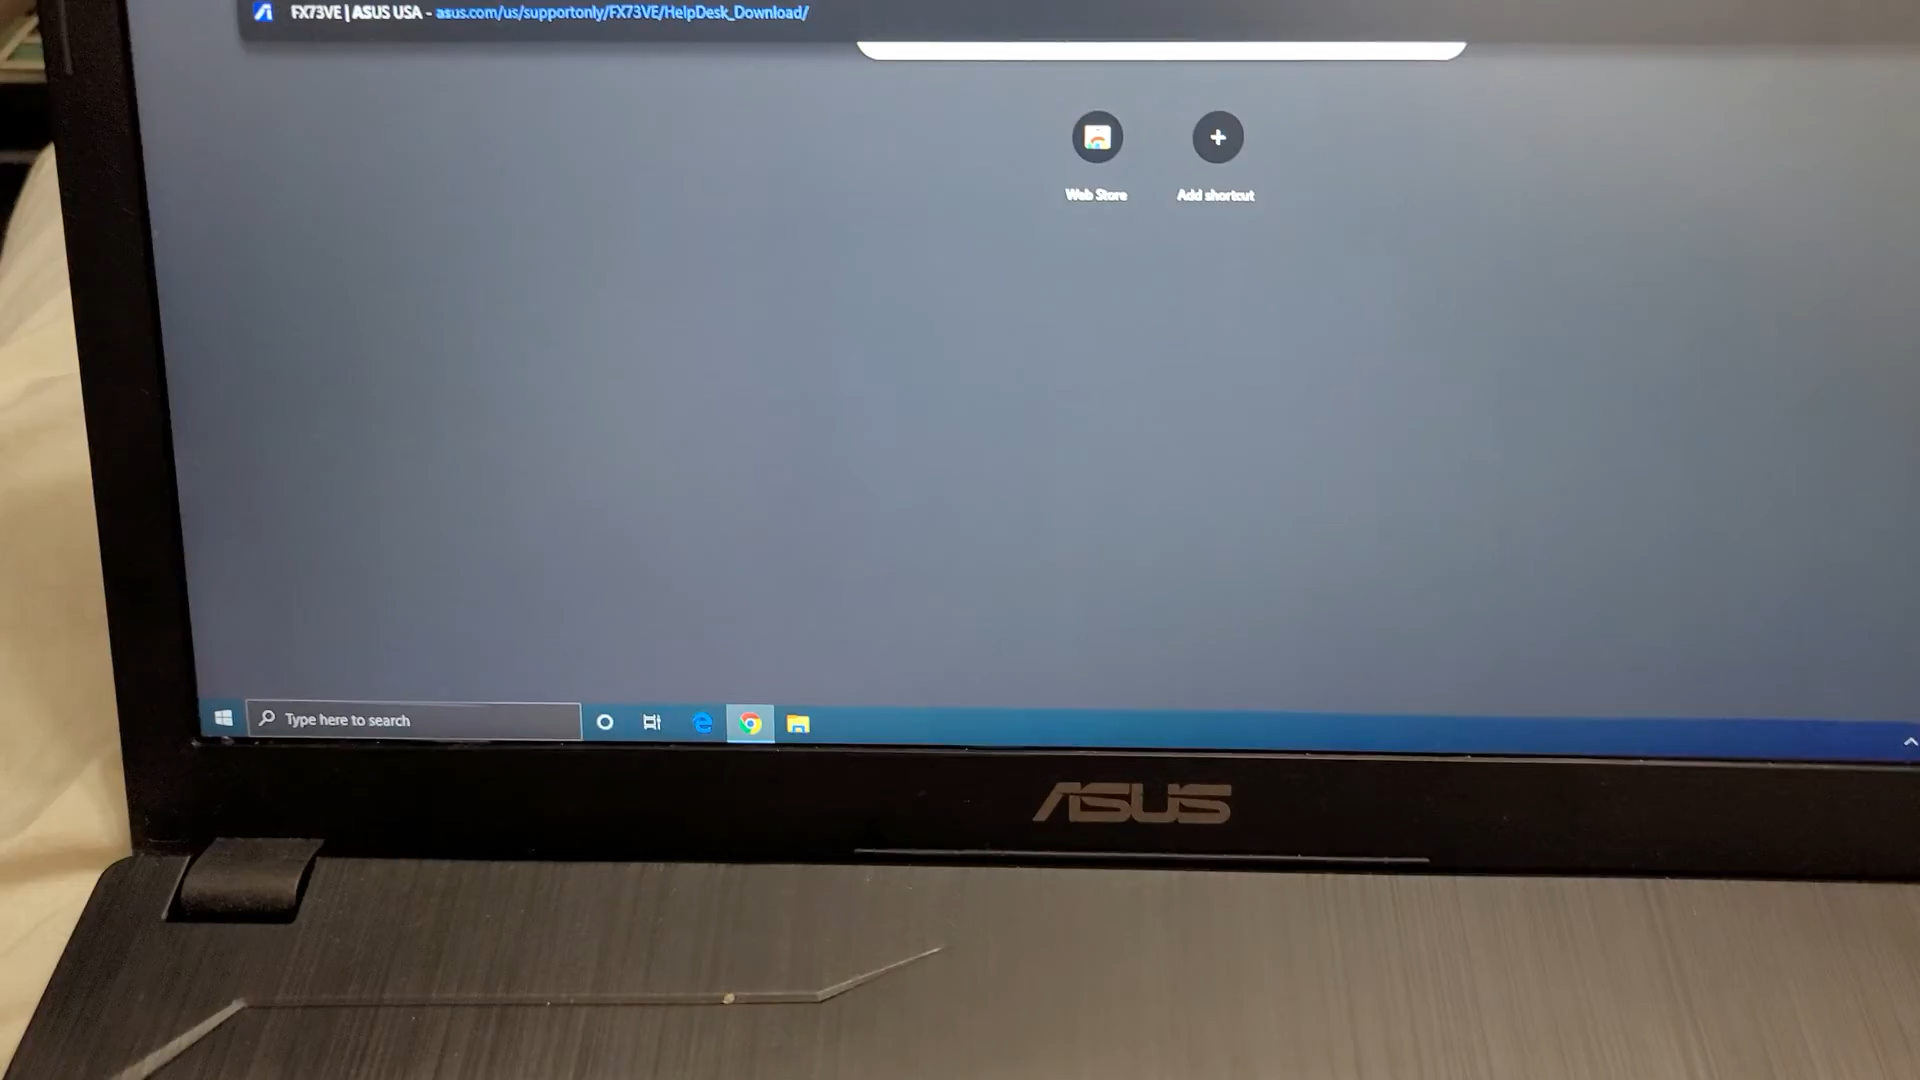 FX73VE | ASUS USA - asus.com/us/supportonly/FX73VE/HelpDesk_Download/
Web Store
Add shortcut
Type here to search
ASUS